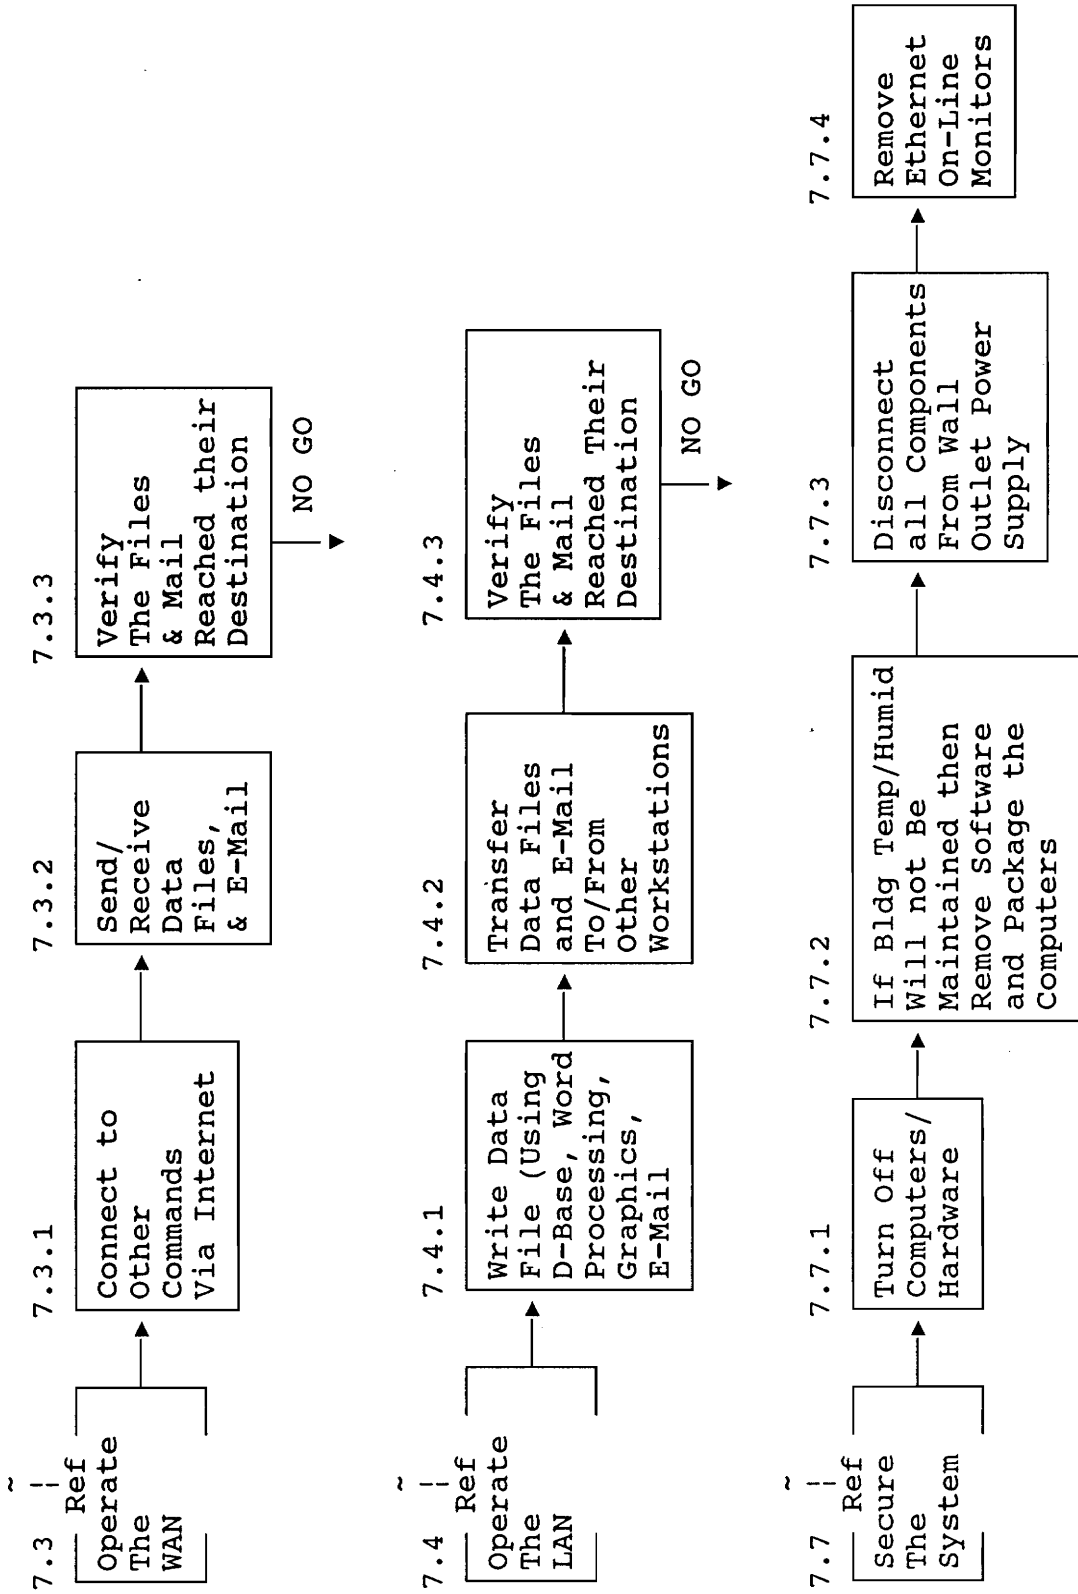 7.3
Ref
Operate
The
WAN
7.3.1
Connect to
Other
Commands
Via Internet
7.3.2
Send/
Receive
Data
Files,
& E-Mail
7.3.3
Verify
The Files
& Mail
Reached their
Destination
NO GO
7.4
Ref
Operate
The
LAN
7.4.1
Write Data
File (Using
D-Base, Word
Processing,
Graphics,
E-Mail
7.4.2
Transfer
Data Files
and E-Mail
To/From
Other
Workstations
7.4.3
Verify
The Files
& Mail
Reached Their
Destination
NO GO
7.7
Ref
Secure
The
System
7.7.1
Turn Off
Computers/
Hardware
7.7.2
If Bldg Temp/Humid
Will not Be
Maintained then
Remove Software
and Package the
Computers
7.7.3
Disconnect
all Components
From Wall
Outlet Power
Supply
7.7.4
Remove
Ethernet
On-Line
Monitors